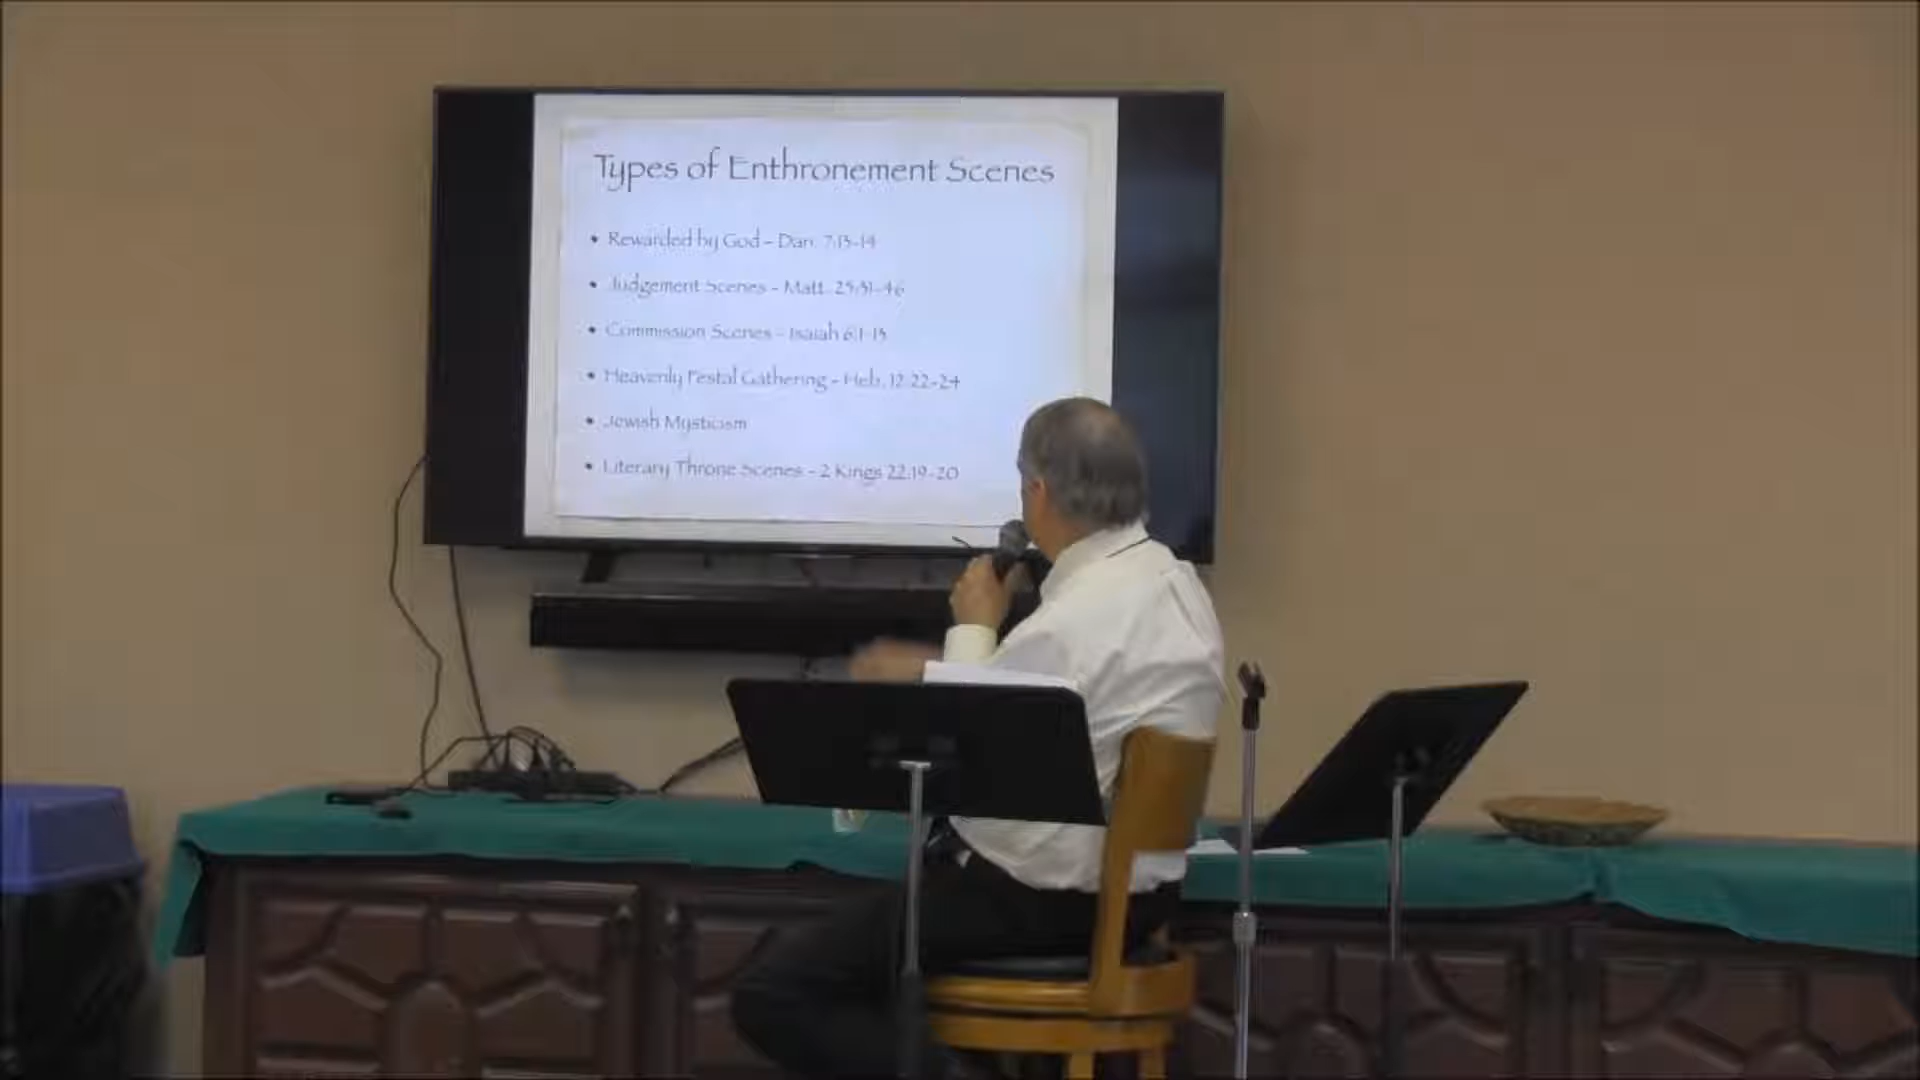 Types of Enthronement Scenes
• Rewarded by God - Dan. 7:13-14
• Judgement Scenes - Matt. 25:31-46
• Commission Scenes - Isaiah 6:1-13
• Heavenly Festal Gathering - Heb. 12:22-24
• Jewish Mysticism
• Literary Throne Scenes - 2 Kings 22:19-20